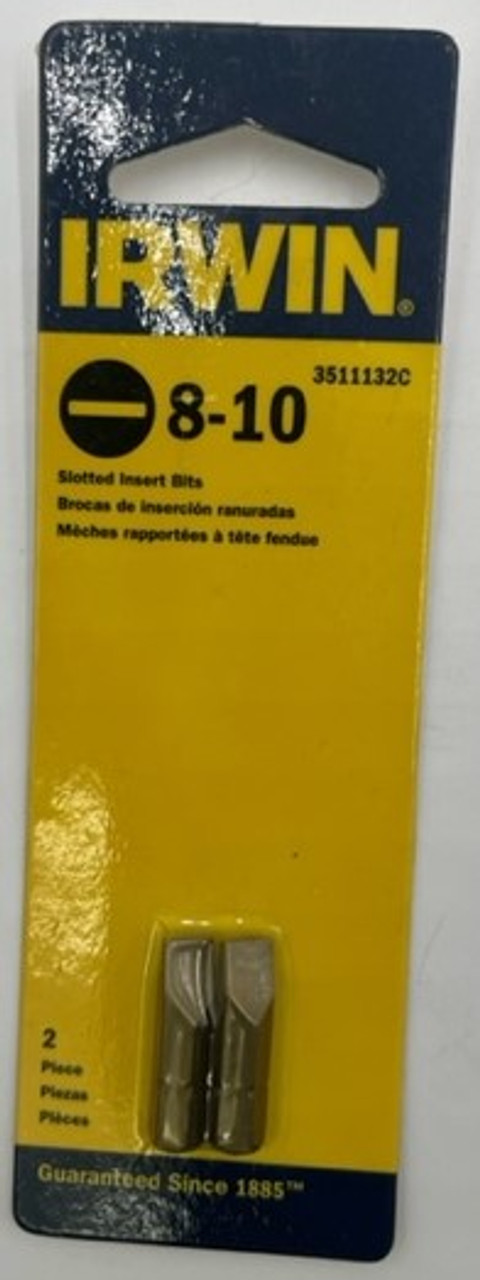 IRWIN®
3511132C
8-10
Slotted Insert Bits
Brocas de inserción ranuradas
Mèches rapportées à tête fendue
2
Piece
Piezas
Pièces
Guaranteed Since 1885™